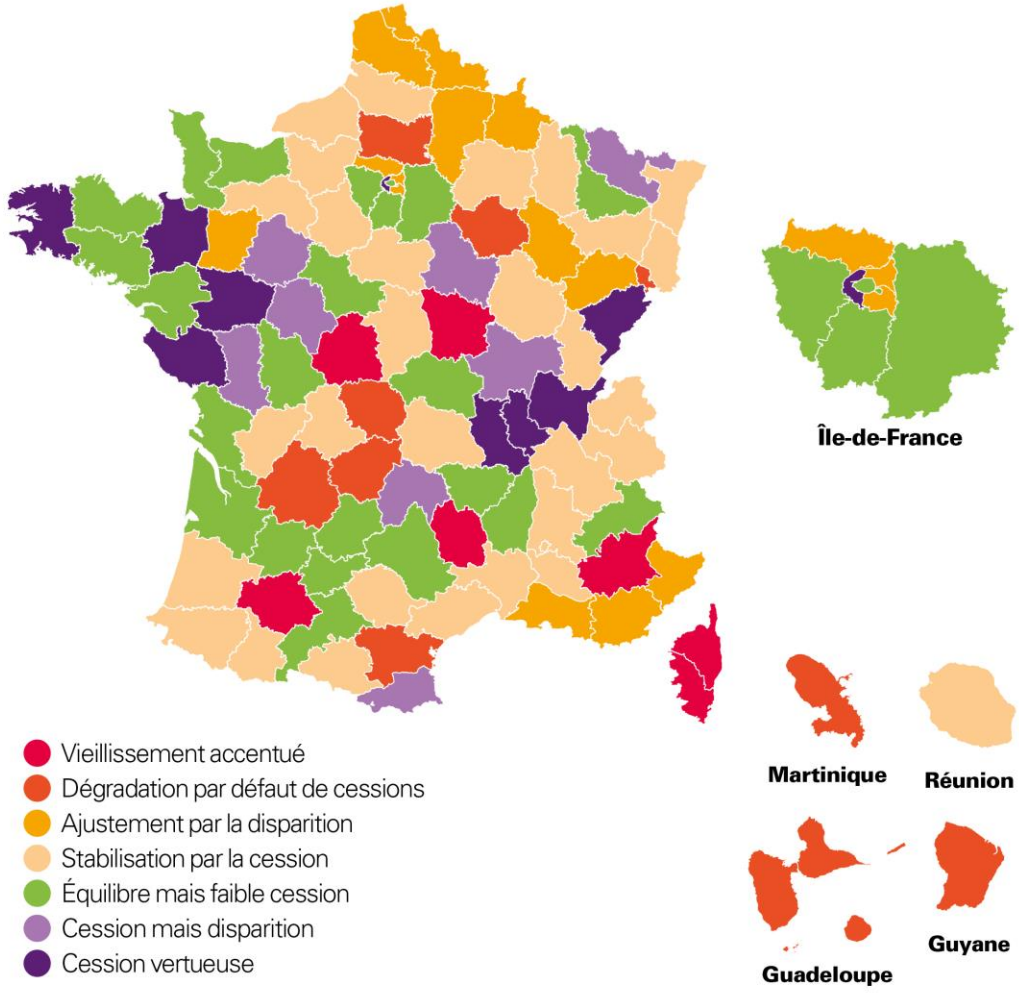 Île-de-France
Vieillissement accentué
Dégradation par défaut de cessions
Ajustement par la disparition
Stabilisation par la cession
Équilibre mais faible cession
Cession mais disparition
Cession vertueuse
Martinique
Réunion
Guadeloupe
Guyane